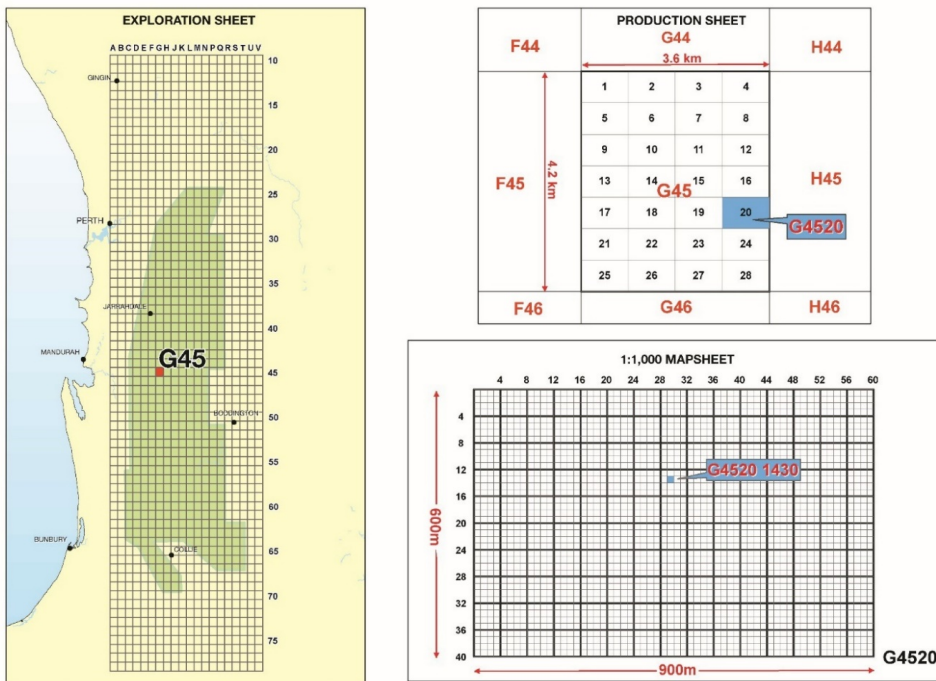 EXPLORATION SHEET
A B C D E F G H J K L M N P Q R S T U V
10
GINGIN
15
20
25
PERTH
30
35
JARRAHDALE
40
MANDURAH
G45
45
BODDINGTON
50
55
60
BUNBURY
COLLIE
65
70
75
PRODUCTION SHEET
F44
G44
H44
3.6 km
1 2 3 4
5 6 7 8
9 10 11 12
4.2 km
13 14 15 16
F45
G45
H45
17 18 19 20
G4520
21 22 23 24
25 26 27 28
F46
G46
H46
1:1,000 MAPSHEET
4 8 12 16 20 24 28 32 36 40 44 48 52 56 60
4
8
12
G4520 1430
16
20
600m
24
28
32
36
40
G4520
900m